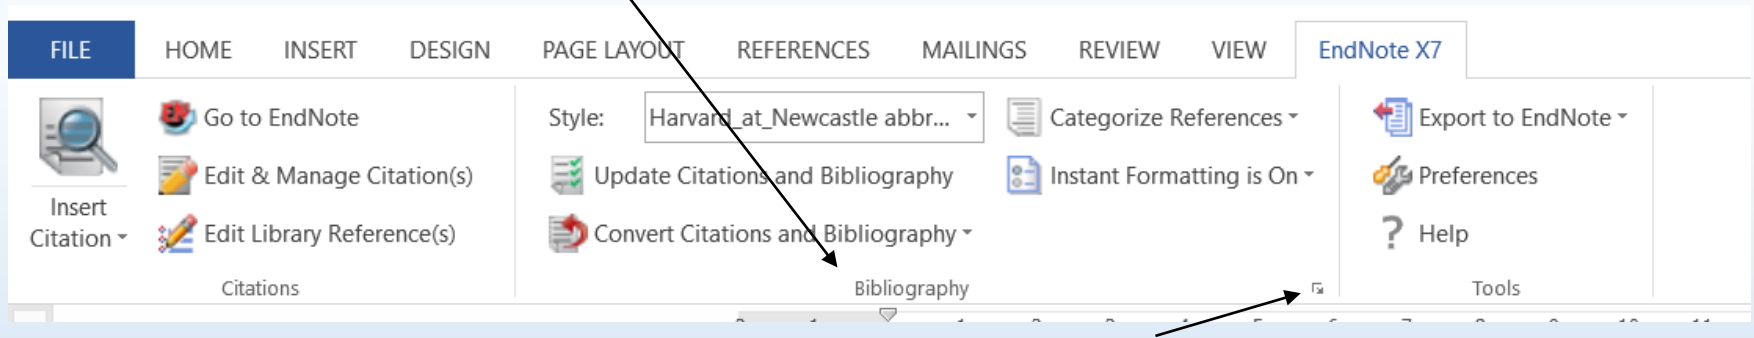 FILE HOME INSERT DESIGN PAGE LAYOUT REFERENCES MAILINGS REVIEW VIEW EndNote X7
Go to EndNote
Edit & Manage Citation(s)
Edit Library Reference(s)
Insert
Citation
Citations
Style: Harvard_at_Newcastle abbr...
Update Citations and Bibliography
Convert Citations and Bibliography
Categorize References
Instant Formatting is On
Bibliography
Export to EndNote
Preferences
? Help
Tools